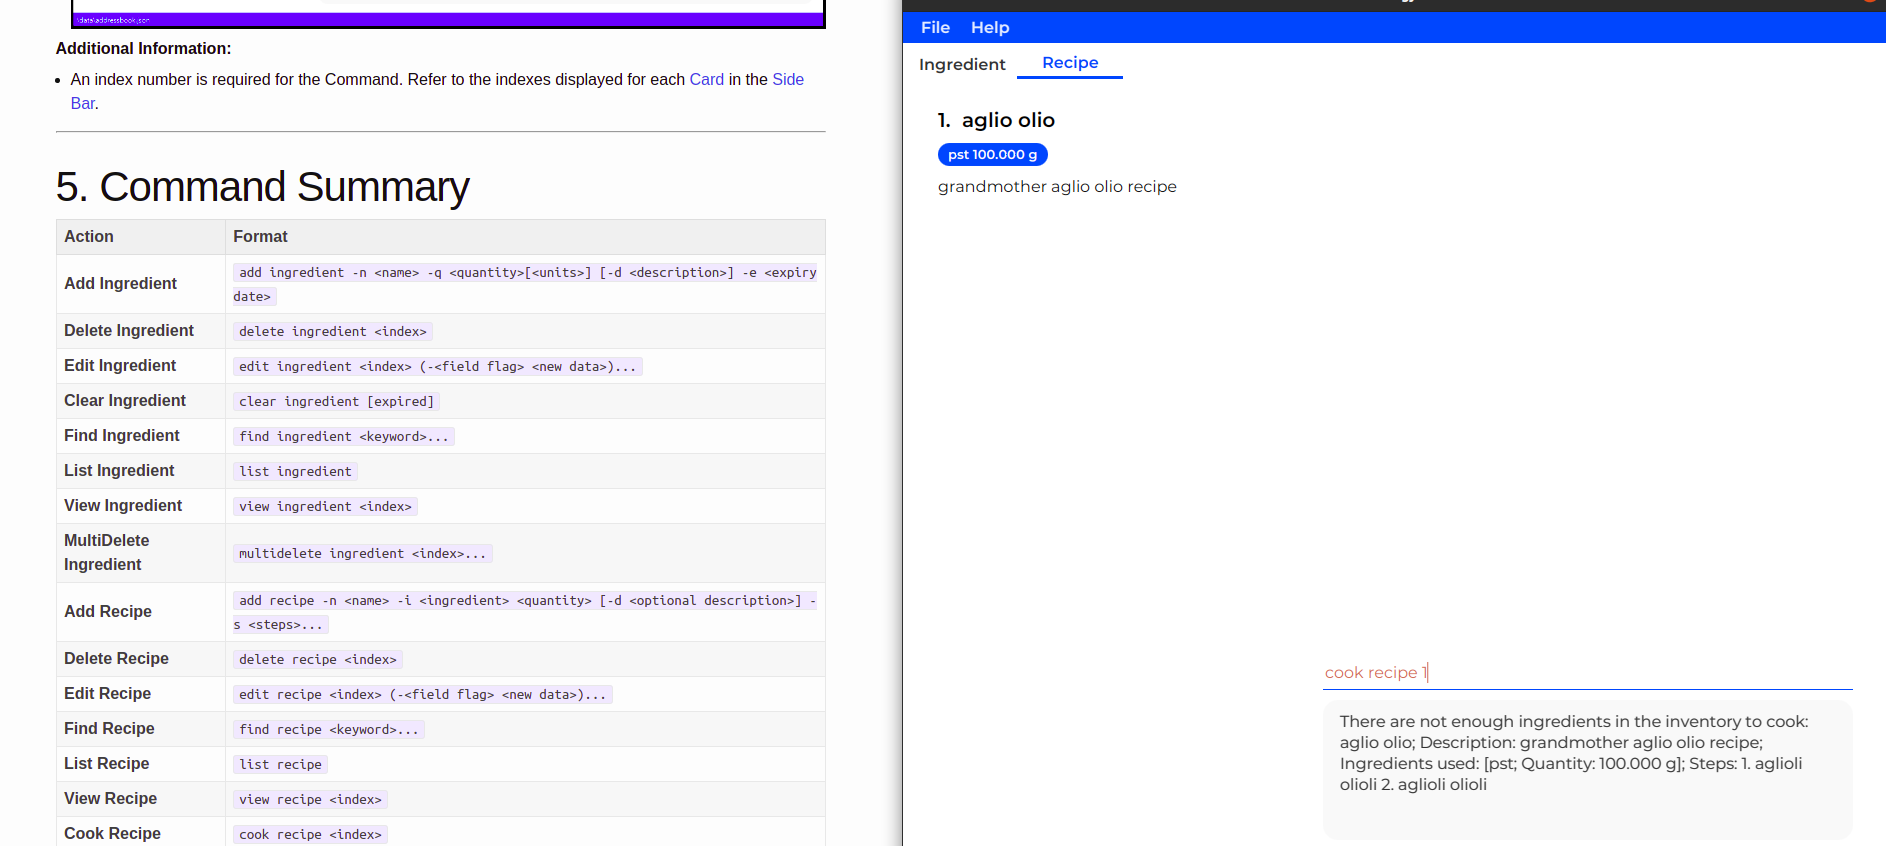 \data\addressbook.json
Additional Information:
An index number is required for the Command. Refer to the indexes displayed for each Card in the Side
Bar.
5. Command Summary
Action Format
Add Ingredient add ingredient -n <name> -q <quantity>[<units>] [-d <description>] -e <expiry
date>
Delete Ingredient delete ingredient <index>
Edit Ingredient edit ingredient <index> (-<field flag> <new data>)...
Clear Ingredient clear ingredient [expired]
Find Ingredient find ingredient <keyword>...
List Ingredient list ingredient
View Ingredient view ingredient <index>
MultiDelete
Ingredient multidelete ingredient <index>...
Add Recipe add recipe -n <name> -i <ingredient> <quantity> [-d <optional description>] -
s <steps>...
Delete Recipe delete recipe <index>
Edit Recipe edit recipe <index> (-<field flag> <new data>)...
Find Recipe find recipe <keyword>...
List Recipe list recipe
View Recipe view recipe <index>
Cook Recipe cook recipe <index>
File Help
Ingredient Recipe
1. aglio olio
pst 100.000 g
grandmother aglio olio recipe
cook recipe 1
There are not enough ingredients in the inventory to cook:
aglio olio; Description: grandmother aglio olio recipe;
Ingredients used: [pst; Quantity: 100.000 g]; Steps: 1. aglioli
olioli 2. aglioli olioli